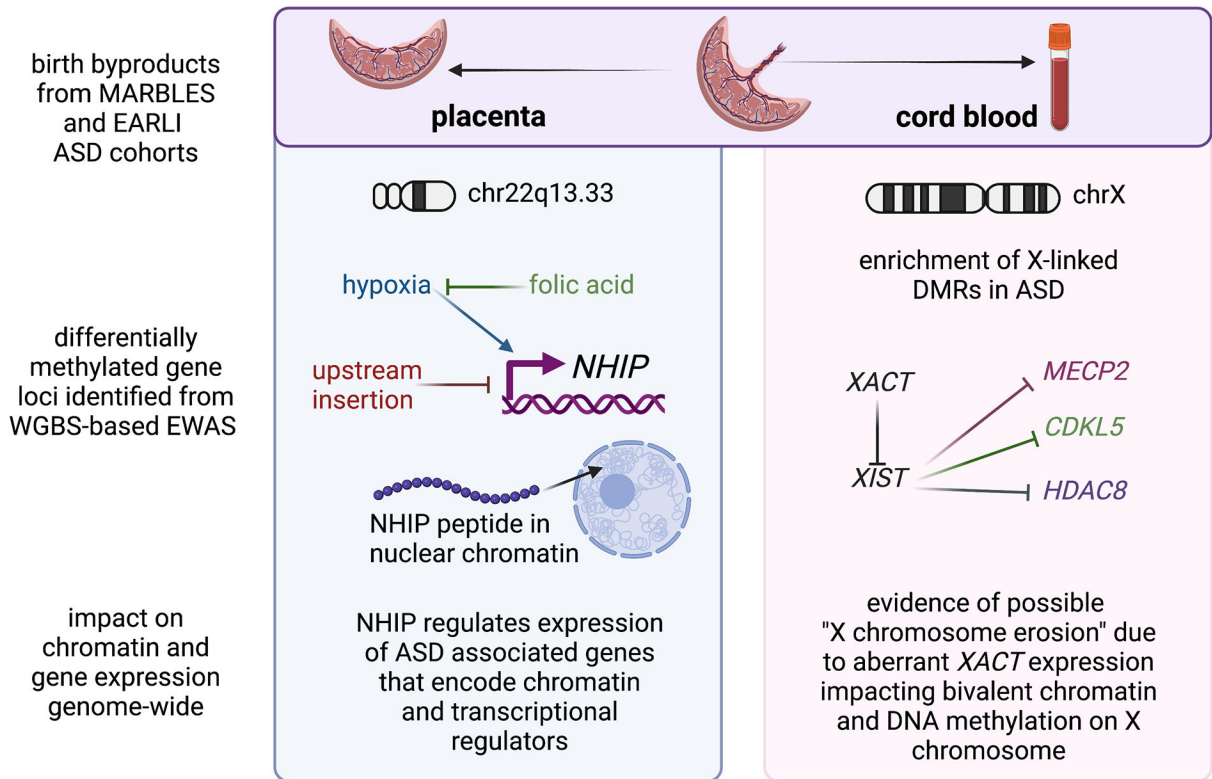 birth byproducts
from MARBLES
and EARLI
ASD cohorts
placenta
cord blood
chr22q13.33
chrX
differentially
methylated gene
loci identified from
WGBS-based EWAS
hypoxia
folic acid
upstream
insertion
NHIP
NHIP peptide in
nuclear chromatin
enrichment of X-linked
DMRs in ASD
XACT
XIST
MECP2
CDKL5
HDAC8
impact on
chromatin and
gene expression
genome-wide
NHIP regulates expression
of ASD associated genes
that encode chromatin
and transcriptional
regulators
evidence of possible
"X chromosome erosion" due
to aberrant XACT expression
impacting bivalent chromatin
and DNA methylation on X
chromosome